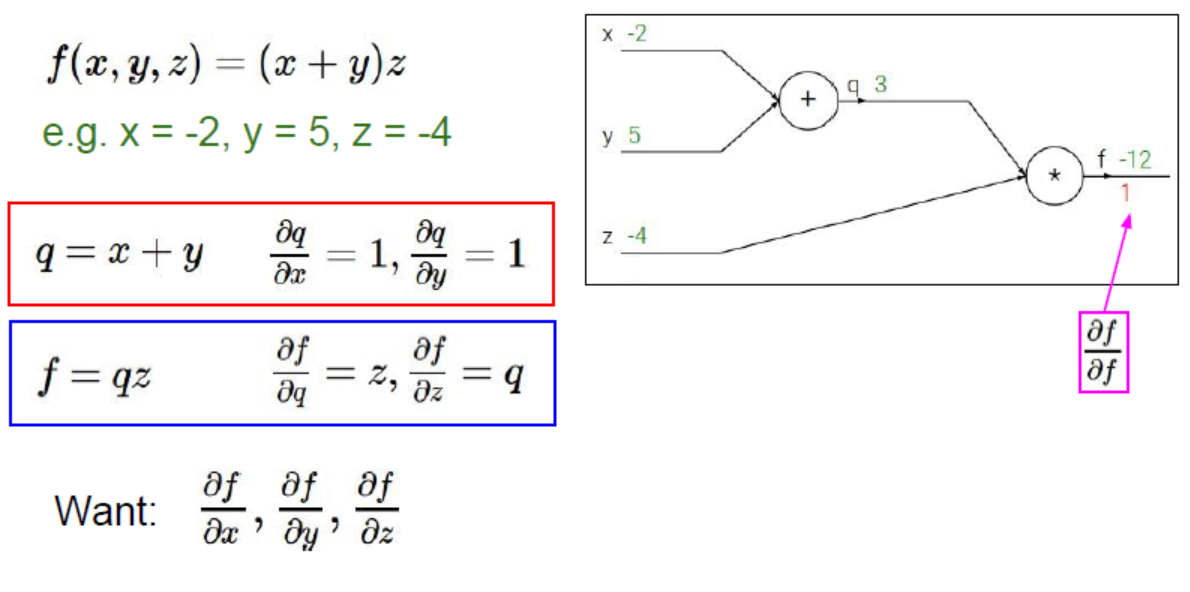 f(x, y, z) = (x + y)z
e.g. x = -2, y = 5, z = -4
q = x + y    ∂q/∂x = 1, ∂q/∂y = 1
f = qz    ∂f/∂q = z, ∂f/∂z = q
Want: ∂f/∂x, ∂f/∂y, ∂f/∂z
x -2
y 5
z -4
+
q 3
*
f -12
1
∂f/∂f